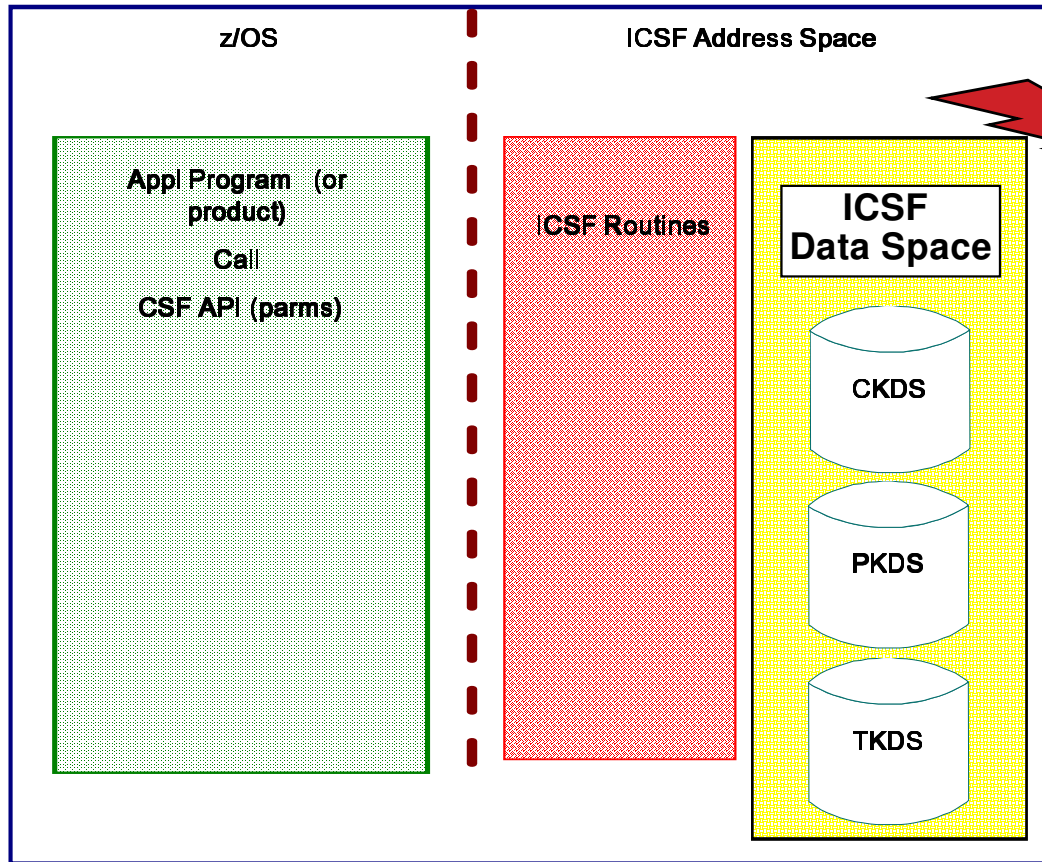 z/OS
ICSF Address Space
Appl Program (or
product)
Call
CSF API (parms)
ICSF Routines
ICSF
Data Space
CKDS
PKDS
TKDS